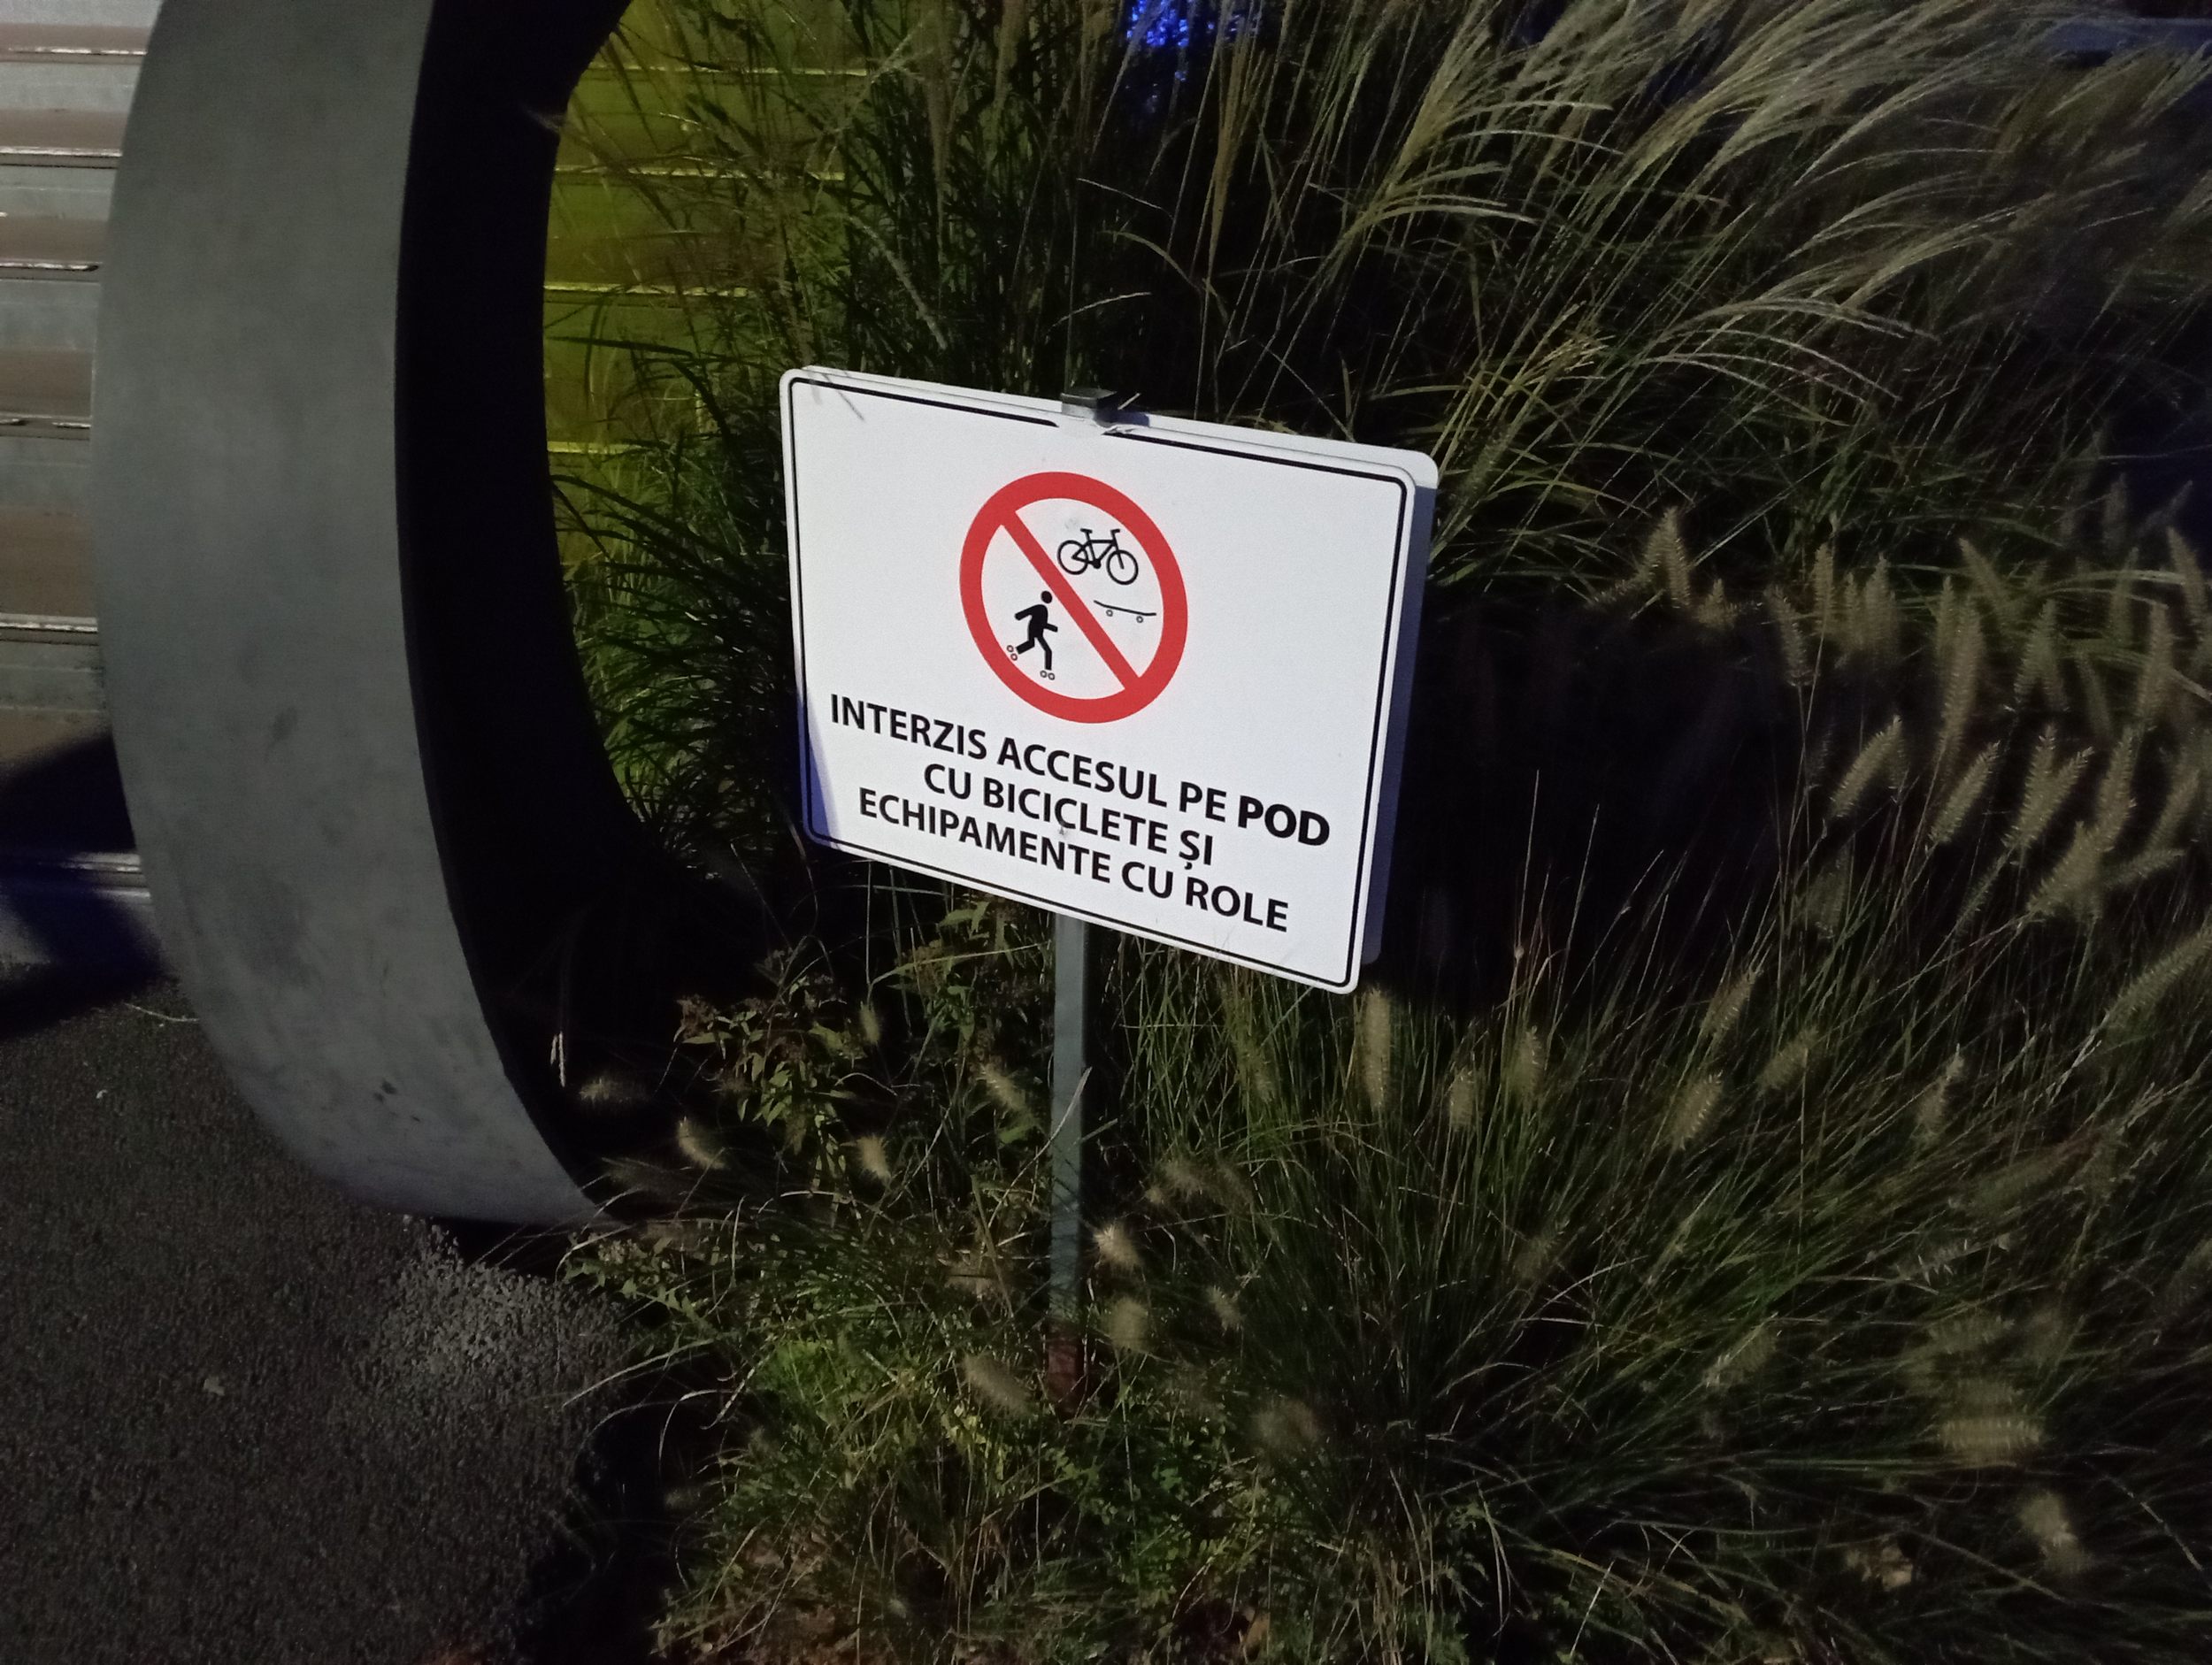 INTERZIS ACCESUL PE POD
CU BICICLETE ȘI
ECHIPAMENTE CU ROLE